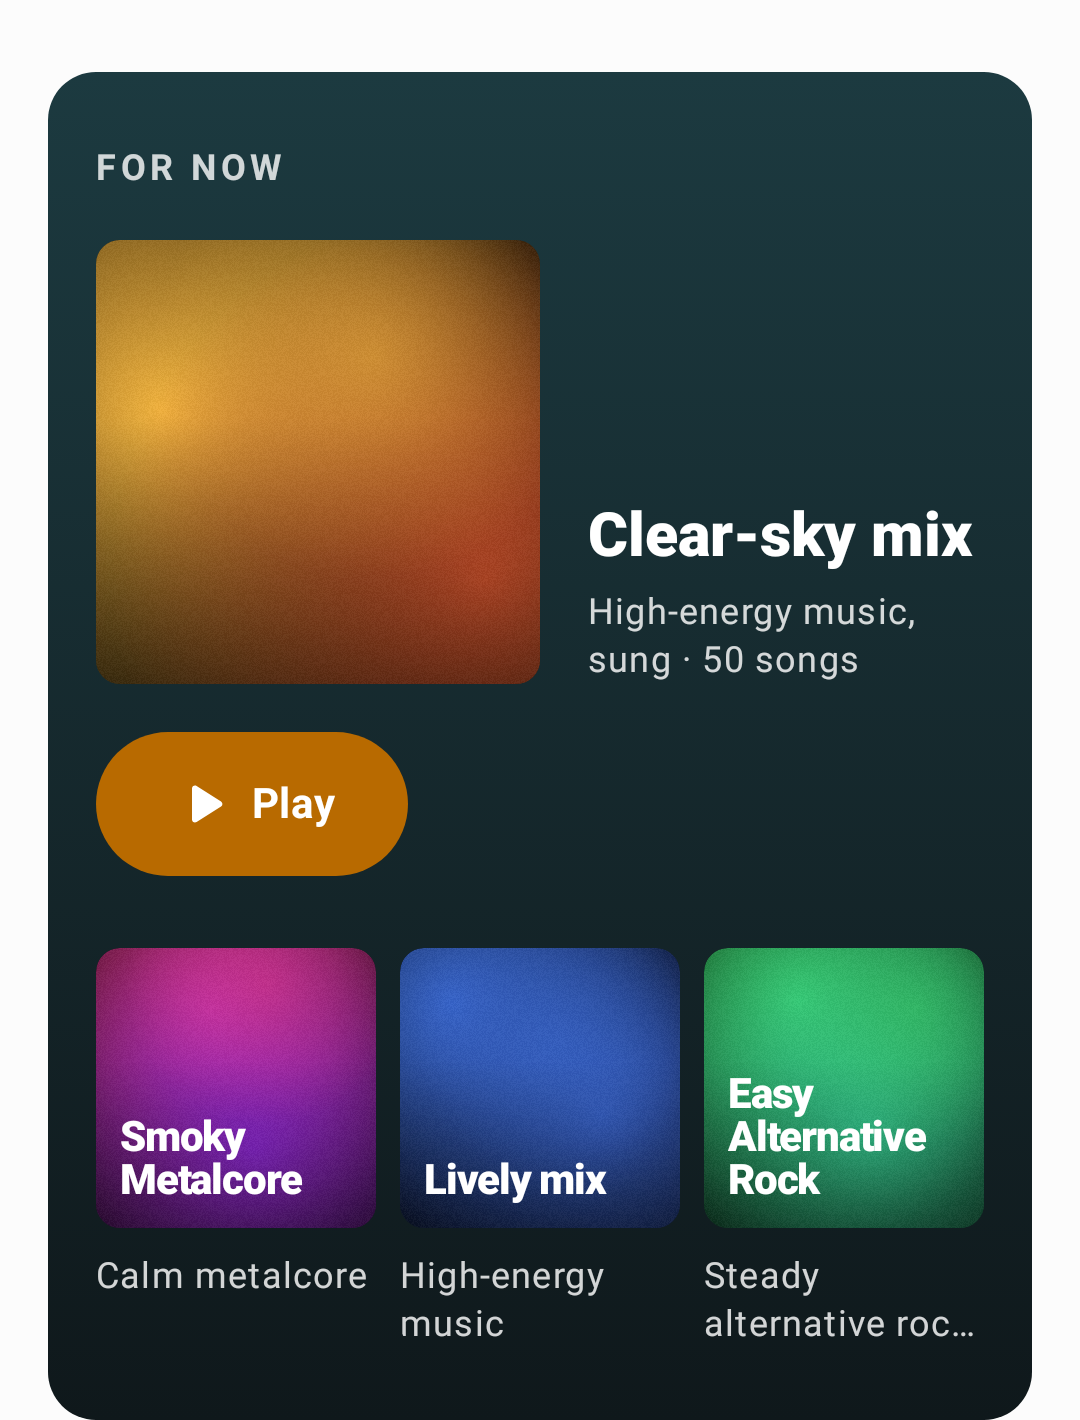 FOR NOW
Clear-sky mix
High-energy music,
sung · 50 songs
Play
Smoky
Metalcore
Lively mix
Easy
Alternative
Rock
Calm metalcore
High-energy
music
Steady
alternative roc…